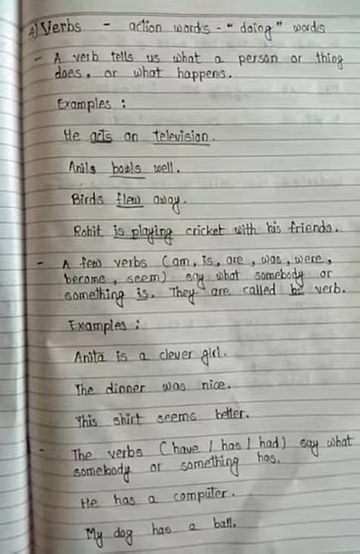 4) Verbs - action words - "doing" words
- A verb tells us what a person or thing
does, or what happens.
Examples :
He acts on television.
Anils bowls well.
Birds flew away.
Rohit is playing cricket with his friends.
- A few verbs (am, is, are, was, were,
become, seem) say what somebody or
something is. They are called be verb.
Examples :
Anita is a clever girl.
The dinner was nice.
This shirt seems better.
- The verbs (have / has / had) say what
somebody or something has.
He has a computer.
My dog has a ball.